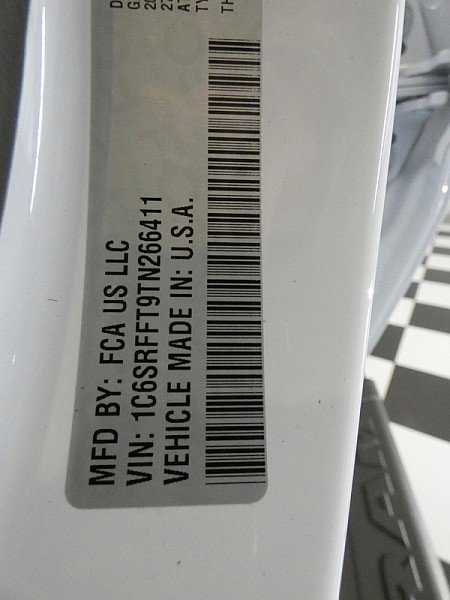 MFD BY: FCA US LLC
VIN: 1C6SRFFT9TN266411
VEHICLE MADE IN: U.S.A.